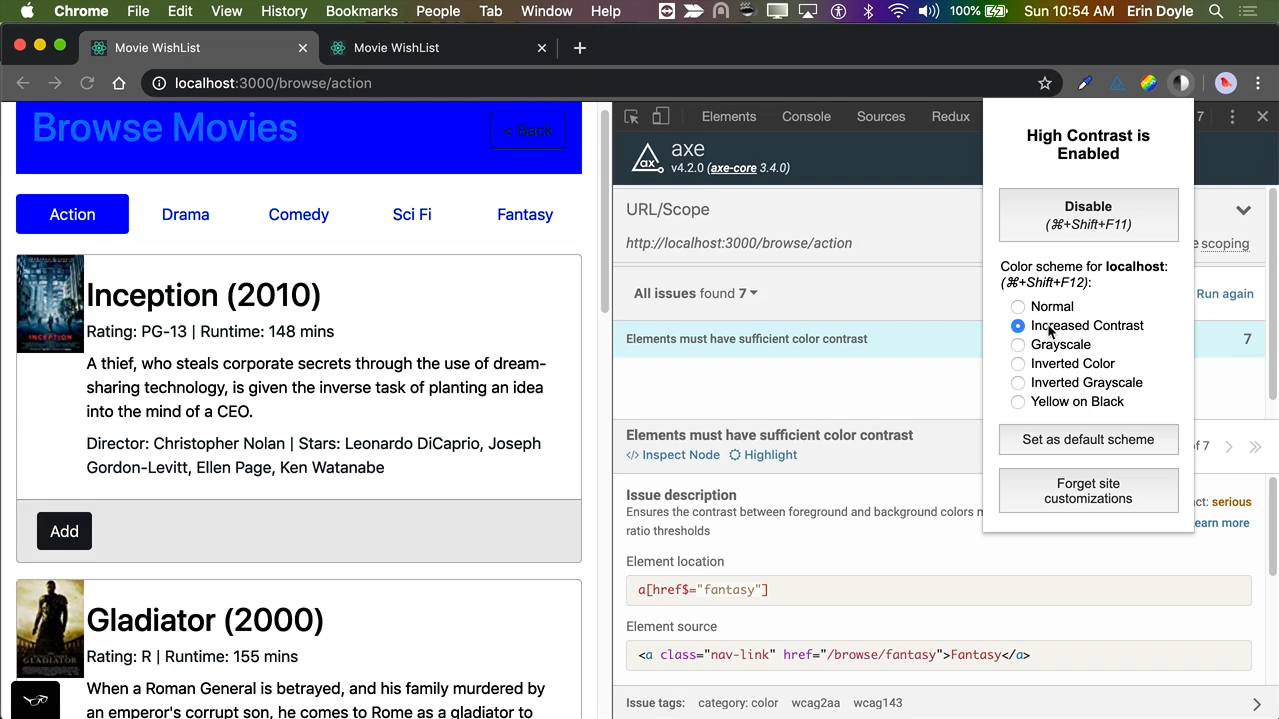 Chrome File Edit View History Bookmarks People Tab Window Help 100% Sun 10:54 AM Erin Doyle
Movie WishList
Movie WishList
localhost:3000/browse/action
Browse Movies
< Back
Action
Drama
Comedy
Sci Fi
Fantasy
INCEPTION
Inception (2010)
Rating: PG-13 | Runtime: 148 mins
A thief, who steals corporate secrets through the use of dream-
sharing technology, is given the inverse task of planting an idea
into the mind of a CEO.
Director: Christopher Nolan | Stars: Leonardo DiCaprio, Joseph
Gordon-Levitt, Ellen Page, Ken Watanabe
Add
GLADIATOR
Gladiator (2000)
Rating: R | Runtime: 155 mins
When a Roman General is betrayed, and his family murdered by
an emperor's corrupt son, he comes to Rome as a gladiator to
Elements Console Sources Redux 7
ax
axe
v4.2.0 (axe-core 3.4.0)
URL/Scope
http://localhost:3000/browse/action
e scoping
All issues found 7
Run again
Elements must have sufficient color contrast 7
Elements must have sufficient color contrast
</> Inspect Node Highlight
of 7
Issue description
Ensures the contrast between foreground and background colors m
ratio thresholds
ct: serious
earn more
Element location
a[href$="fantasy"]
Element source
<a class="nav-link" href="/browse/fantasy">Fantasy</a>
Issue tags: category: color wcag2aa wcag143
High Contrast is
Enabled
Disable
(⌘+Shift+F11)
Color scheme for localhost:
(⌘+Shift+F12):
Normal
Increased Contrast
Grayscale
Inverted Color
Inverted Grayscale
Yellow on Black
Set as default scheme
Forget site
customizations